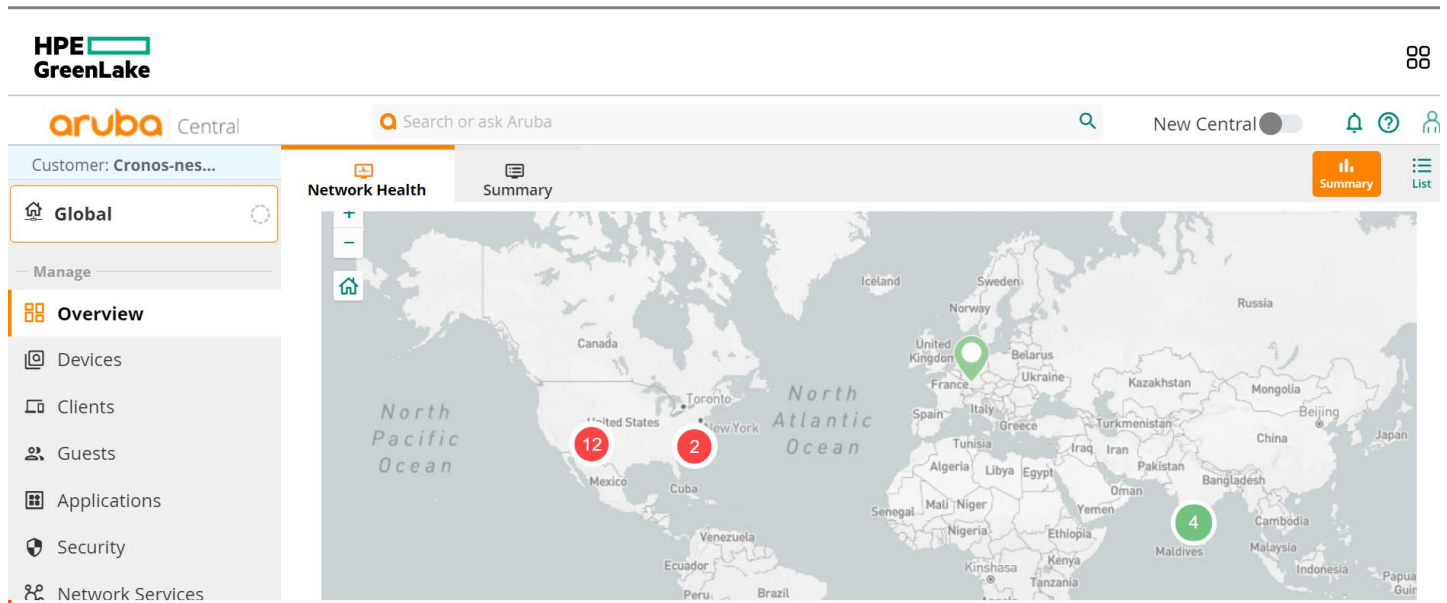 HPE
GreenLake
aruba Central
Search or ask Aruba
New Central
Customer: Cronos-nes...
Global
Manage
Overview
Devices
Clients
Guests
Applications
Security
Network Services
Network Health
Summary
Summary
List
+
−
Iceland
Sweden
Norway
Russia
Canada
United
Kingdom
Belarus
Ukraine
France
Kazakhstan
Mongolia
North
Pacific
Ocean
Toronto
North
Atlantic
Ocean
United States
New York
12
2
Spain
Italy
Greece
Turkmenistan
Beijing
Tunisia
Iraq
Iran
China
Japan
Mexico
Cuba
Algeria
Libya
Egypt
Pakistan
Bangladesh
Oman
Senegal
Mali
Niger
Yemen
4
Cambodia
Venezuela
Nigeria
Ethiopia
Maldives
Malaysia
Ecuador
Kinshasa
Kenya
Indonesia
Papua
Tanzania
Peru
Brazil